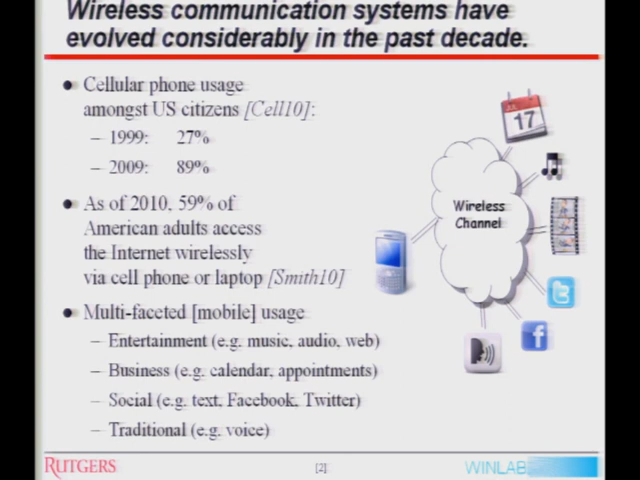 Wireless communication systems have
evolved considerably in the past decade.
● Cellular phone usage
amongst US citizens [Cell10]:
– 1999: 27%
– 2009: 89%
● As of 2010, 59% of
American adults access
the Internet wirelessly
via cell phone or laptop [Smith10]
● Multi-faceted [mobile] usage
– Entertainment (e.g. music, audio, web)
– Business (e.g. calendar, appointments)
– Social (e.g. text, Facebook, Twitter)
– Traditional (e.g. voice)
17
Wireless
Channel
t
f
RUTGERS
[2]
WINLAB